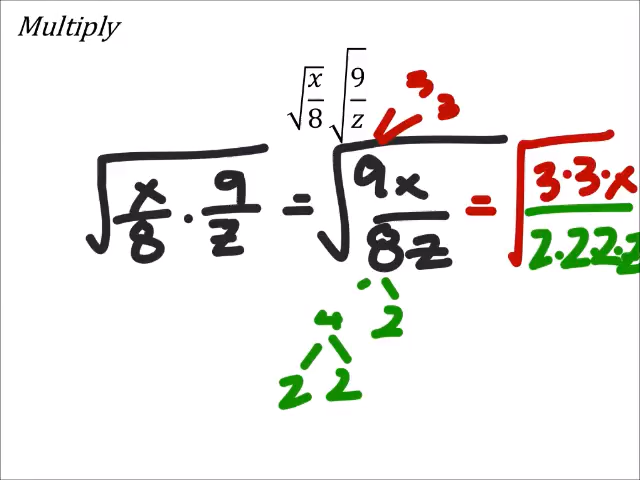 Multiply
√(x/8) √(9/z)
3
3
√(x/8 · 9/z) = √(9x/8z) = √(3·3·x/2·2·2·z)
4 2
2 2